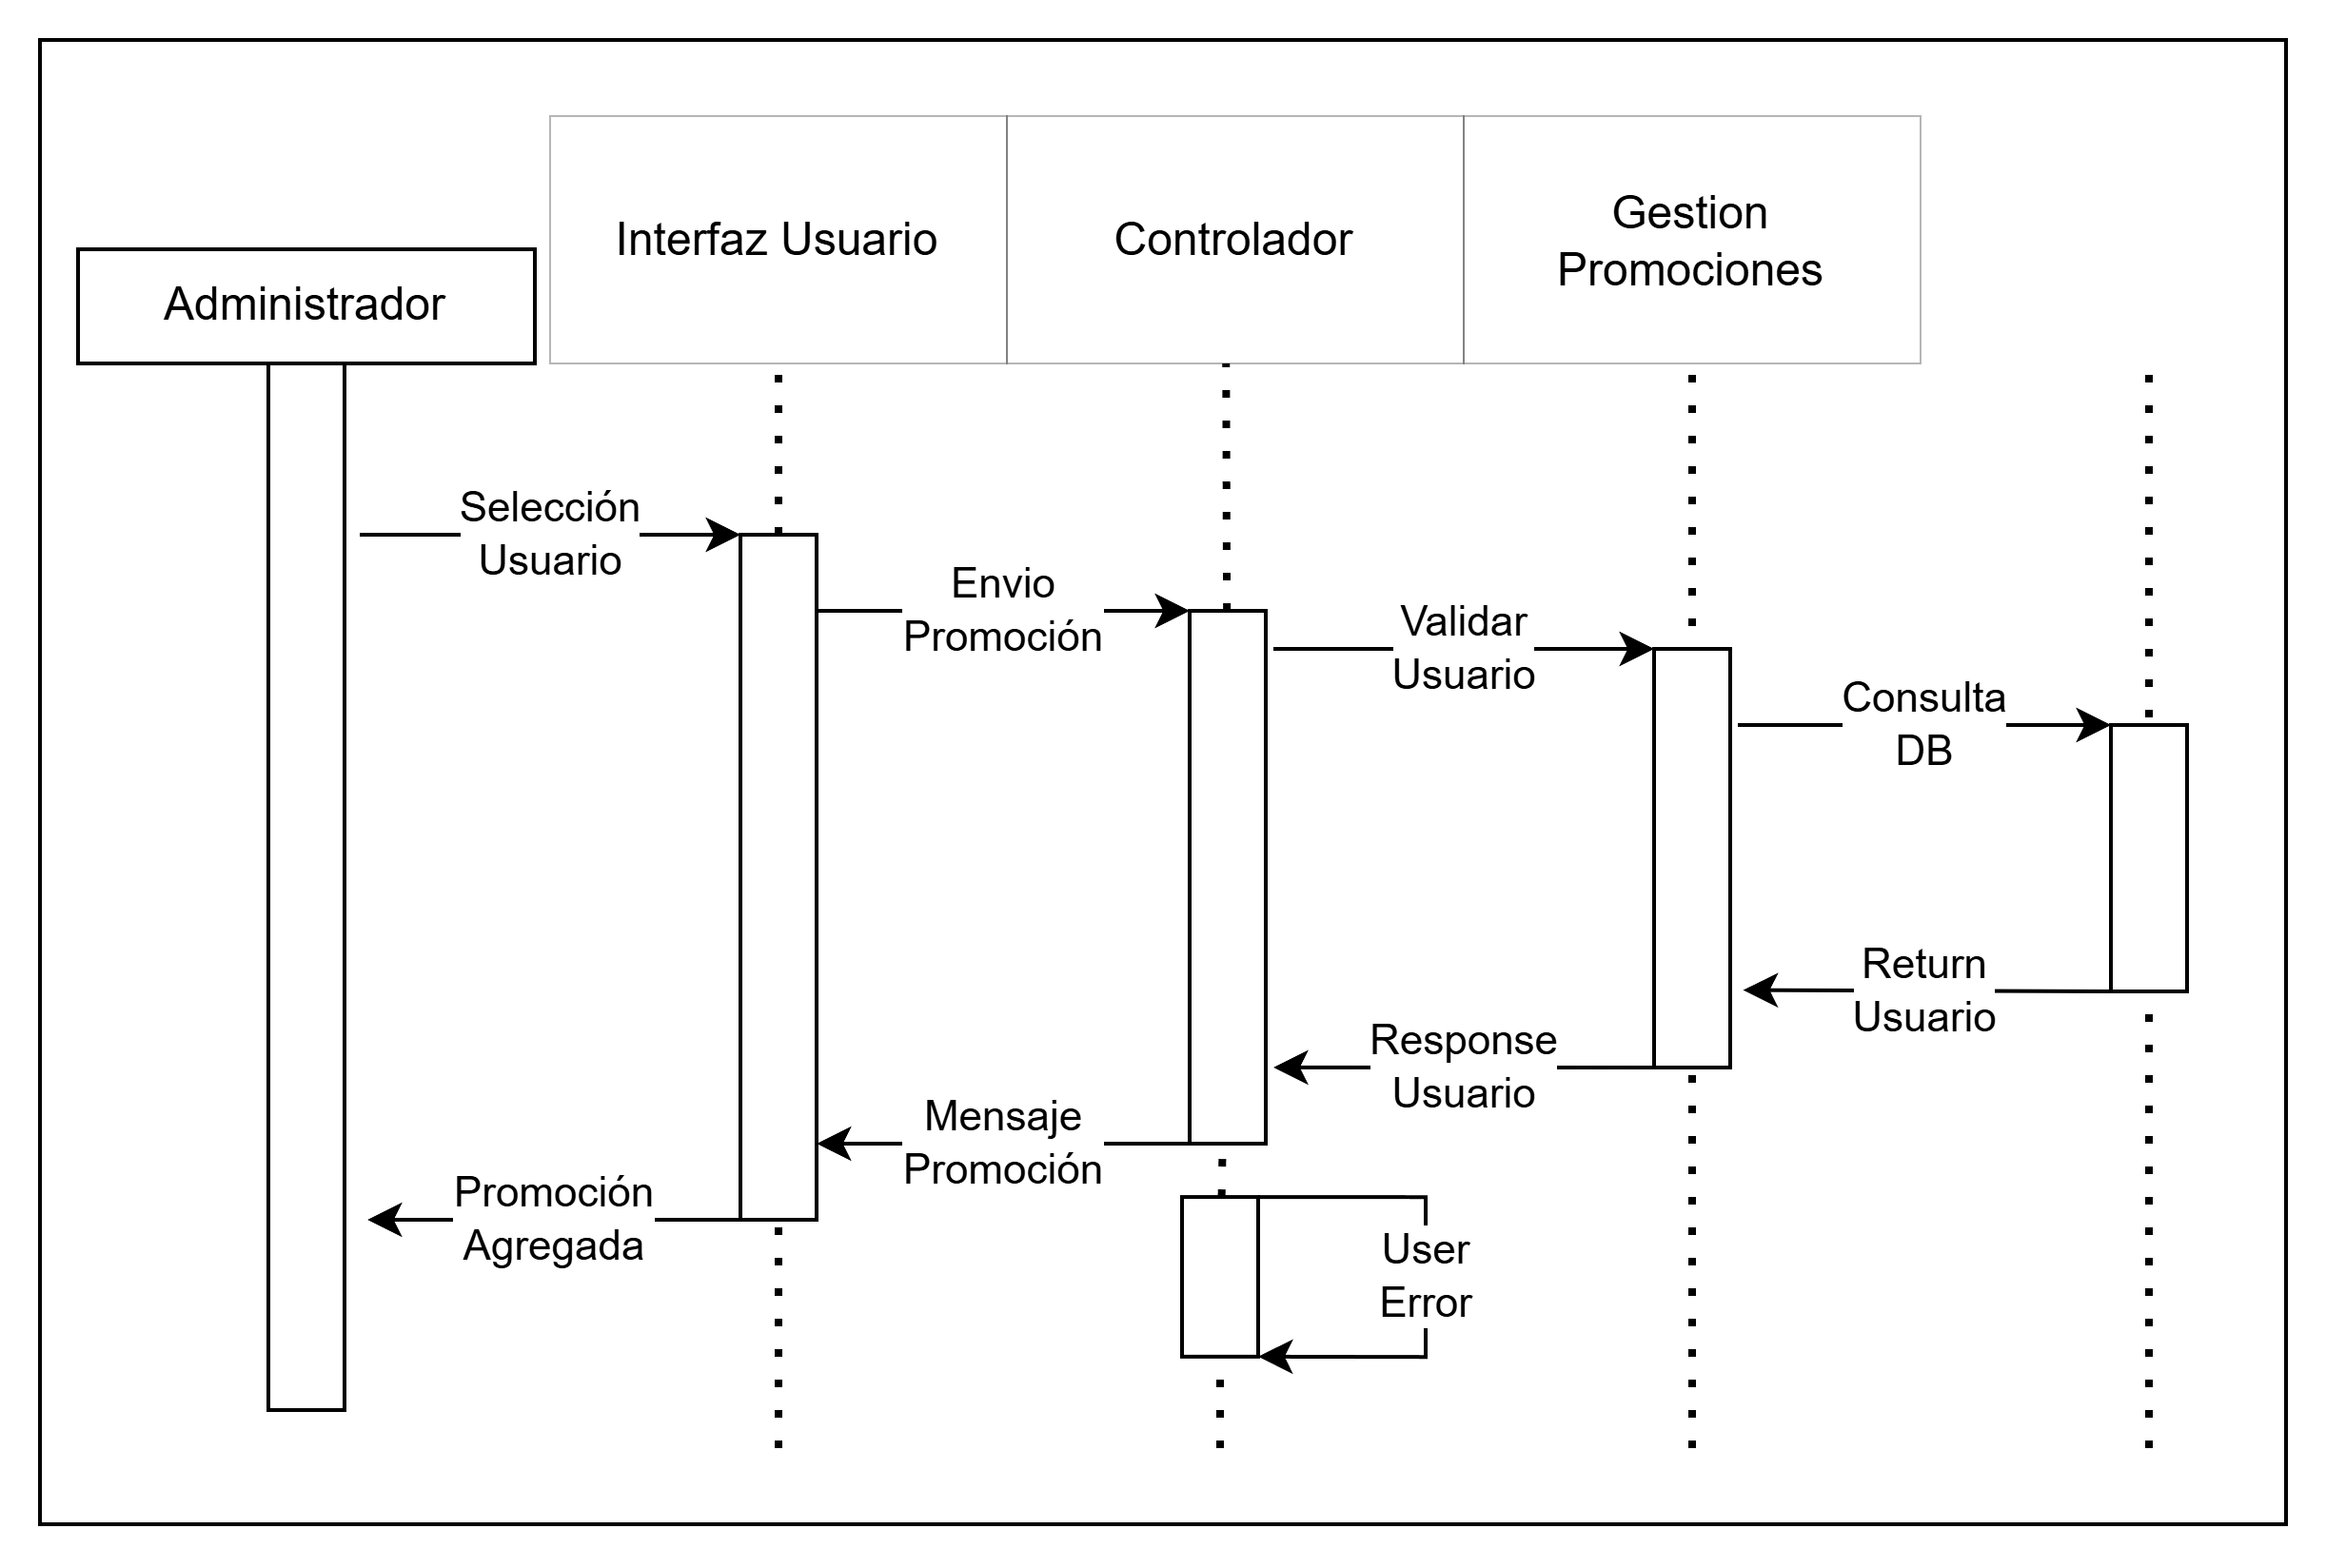 Administrador
Interfaz Usuario
Controlador
Gestion
Promociones
Selección
Usuario
Envio
Promoción
Validar
Usuario
Consulta
DB
Return
Usuario
Response
Usuario
Mensaje
Promoción
Promoción
Agregada
User
Error